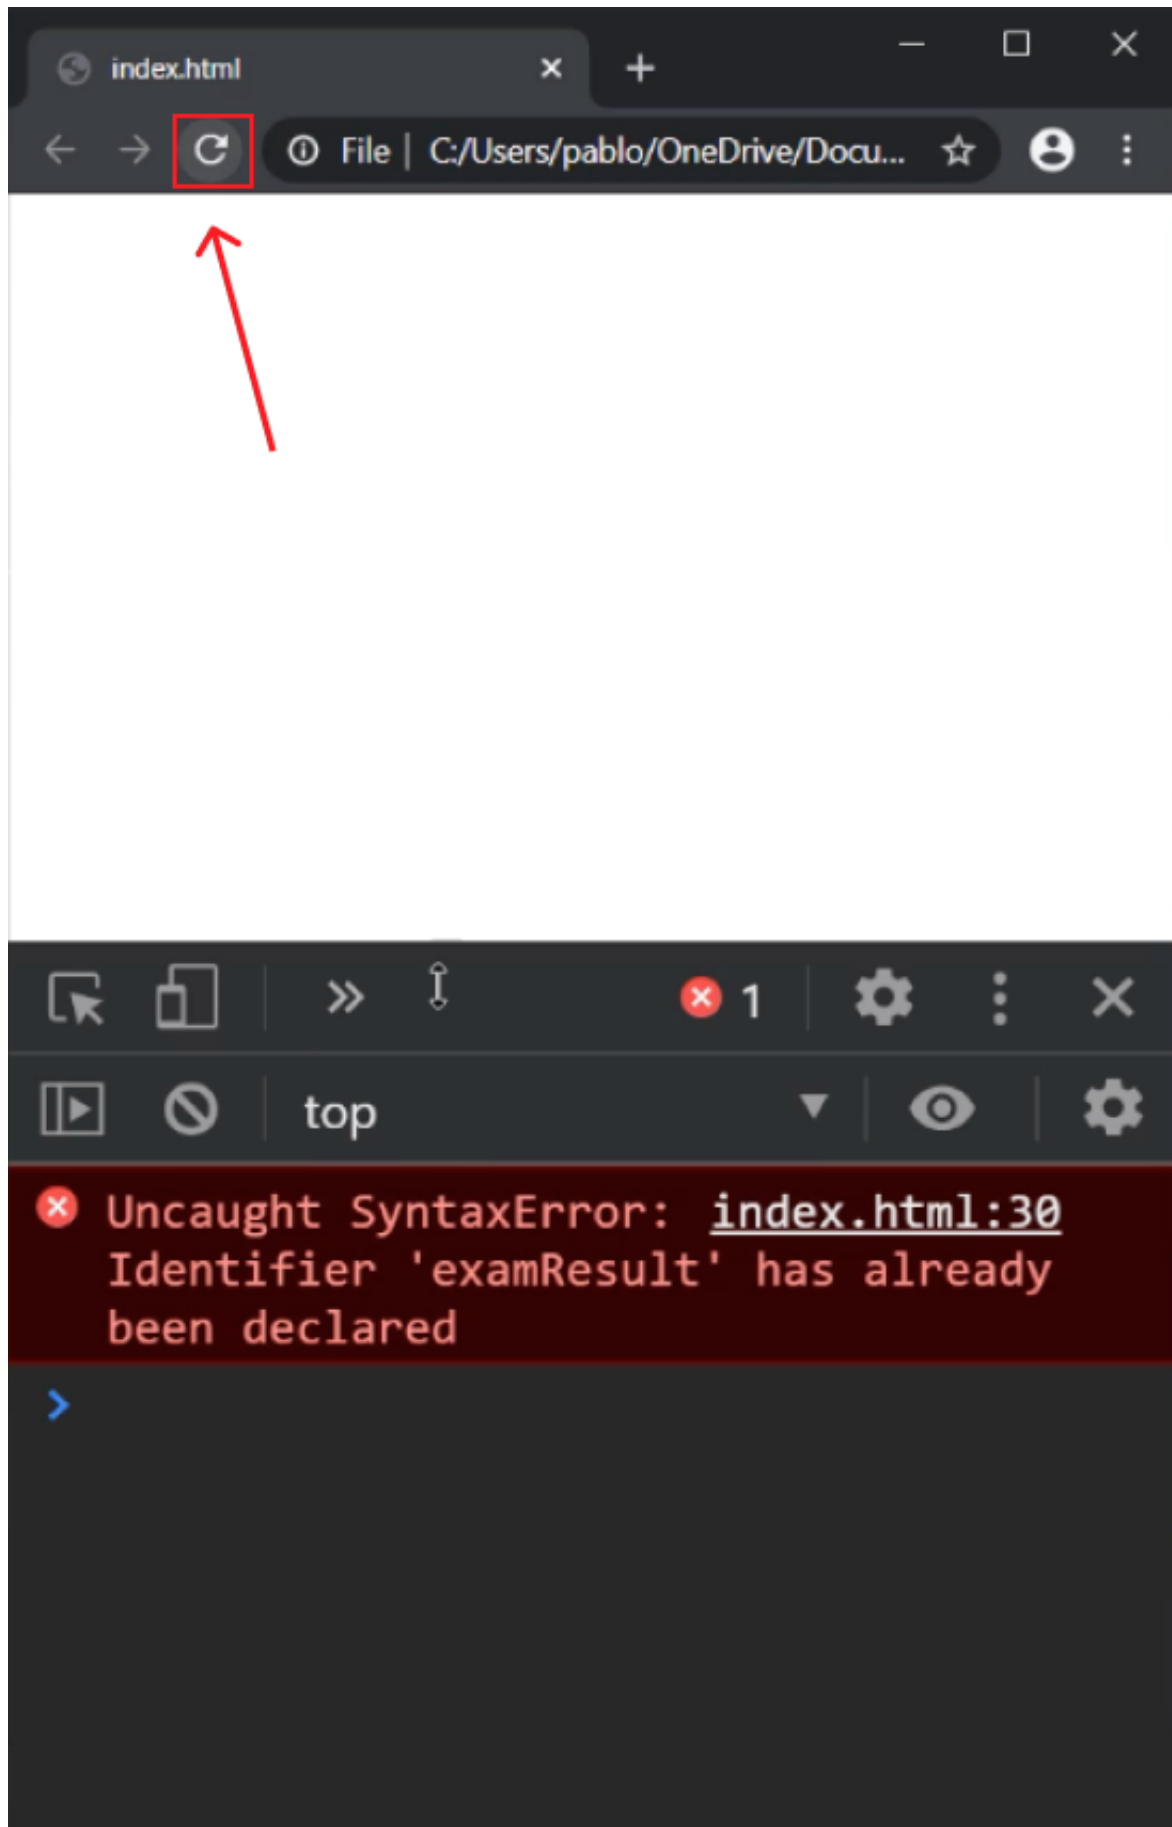 index.html
File | C:/Users/pablo/OneDrive/Docu...
1
top
Uncaught SyntaxError: index.html:30
Identifier 'examResult' has already
been declared